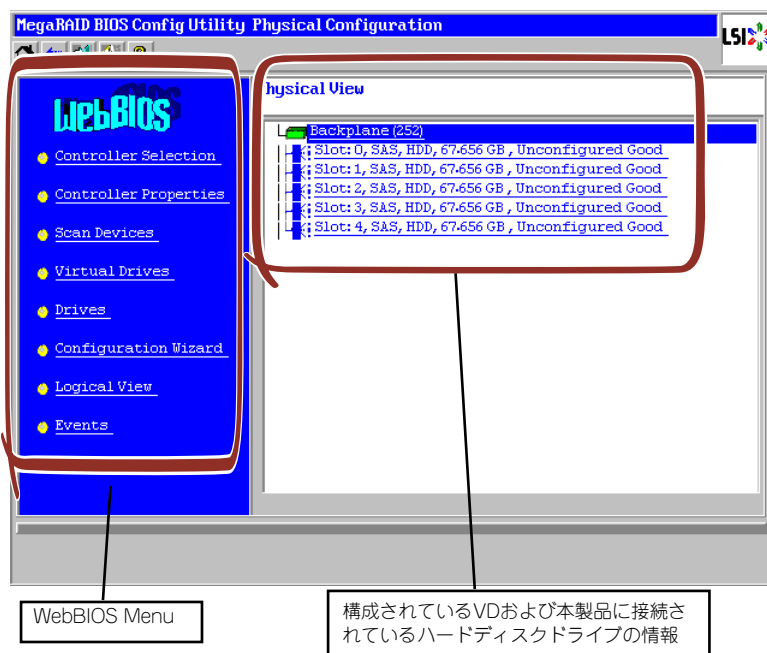 MegaRAID BIOS Config Utility Physical Configuration
LSI
WebBIOS
Controller Selection
Controller Properties
Scan Devices
Virtual Drives
Drives
Configuration Wizard
Logical View
Events
hysical View
Backplane (252)
Slot: 0, SAS, HDD, 67.656 GB , Unconfigured Good
Slot: 1, SAS, HDD, 67.656 GB , Unconfigured Good
Slot: 2, SAS, HDD, 67.656 GB , Unconfigured Good
Slot: 3, SAS, HDD, 67.656 GB , Unconfigured Good
Slot: 4, SAS, HDD, 67.656 GB , Unconfigured Good
WebBIOS Menu
構成されているVDおよび本製品に接続さ
れているハードディスクドライブの情報